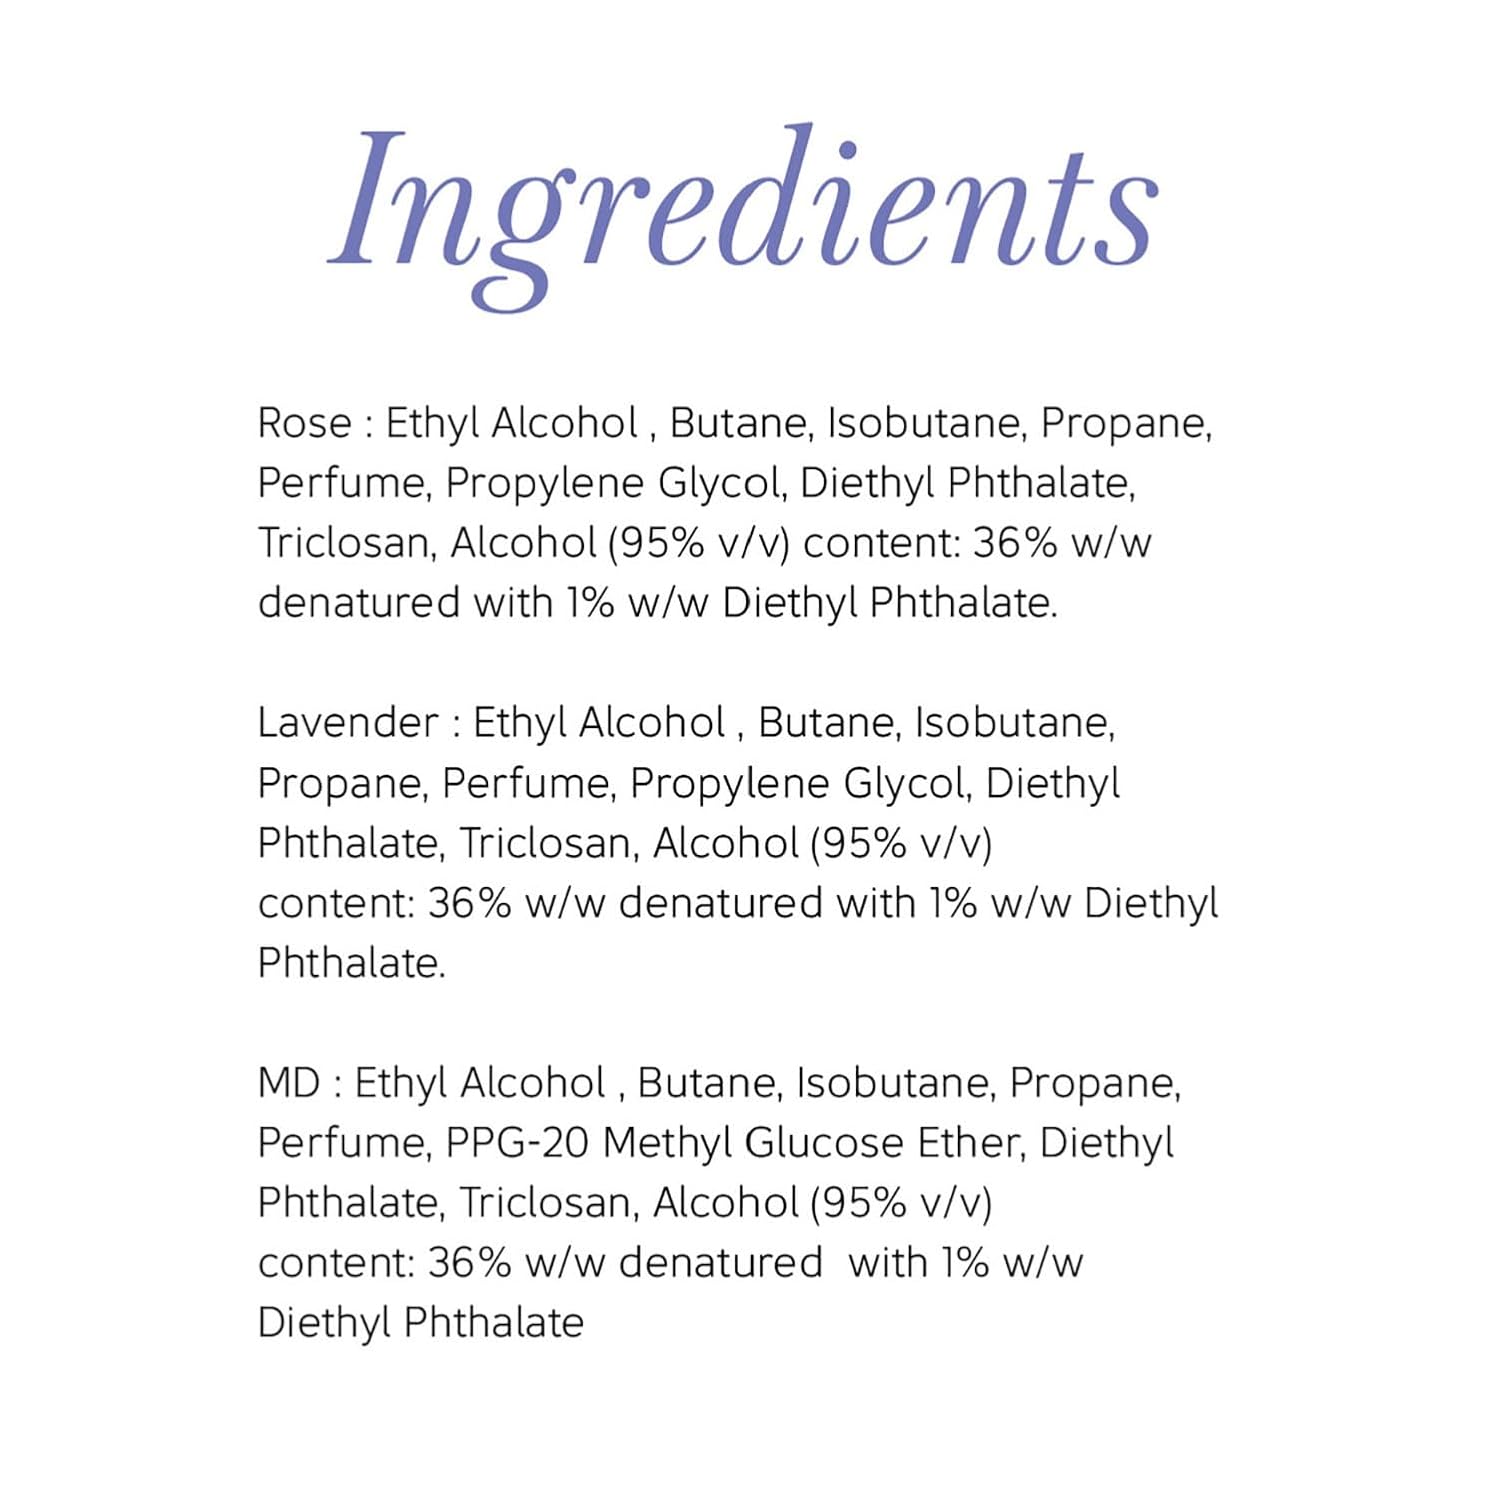 Ingredients
Rose : Ethyl Alcohol , Butane, Isobutane, Propane,
Perfume, Propylene Glycol, Diethyl Phthalate,
Triclosan, Alcohol (95% v/v) content: 36% w/w
denatured with 1% w/w Diethyl Phthalate.
Lavender : Ethyl Alcohol , Butane, Isobutane,
Propane, Perfume, Propylene Glycol, Diethyl
Phthalate, Triclosan, Alcohol (95% v/v)
content: 36% w/w denatured with 1% w/w Diethyl
Phthalate.
MD : Ethyl Alcohol , Butane, Isobutane, Propane,
Perfume, PPG-20 Methyl Glucose Ether, Diethyl
Phthalate, Triclosan, Alcohol (95% v/v)
content: 36% w/w denatured  with 1% w/w
Diethyl Phthalate